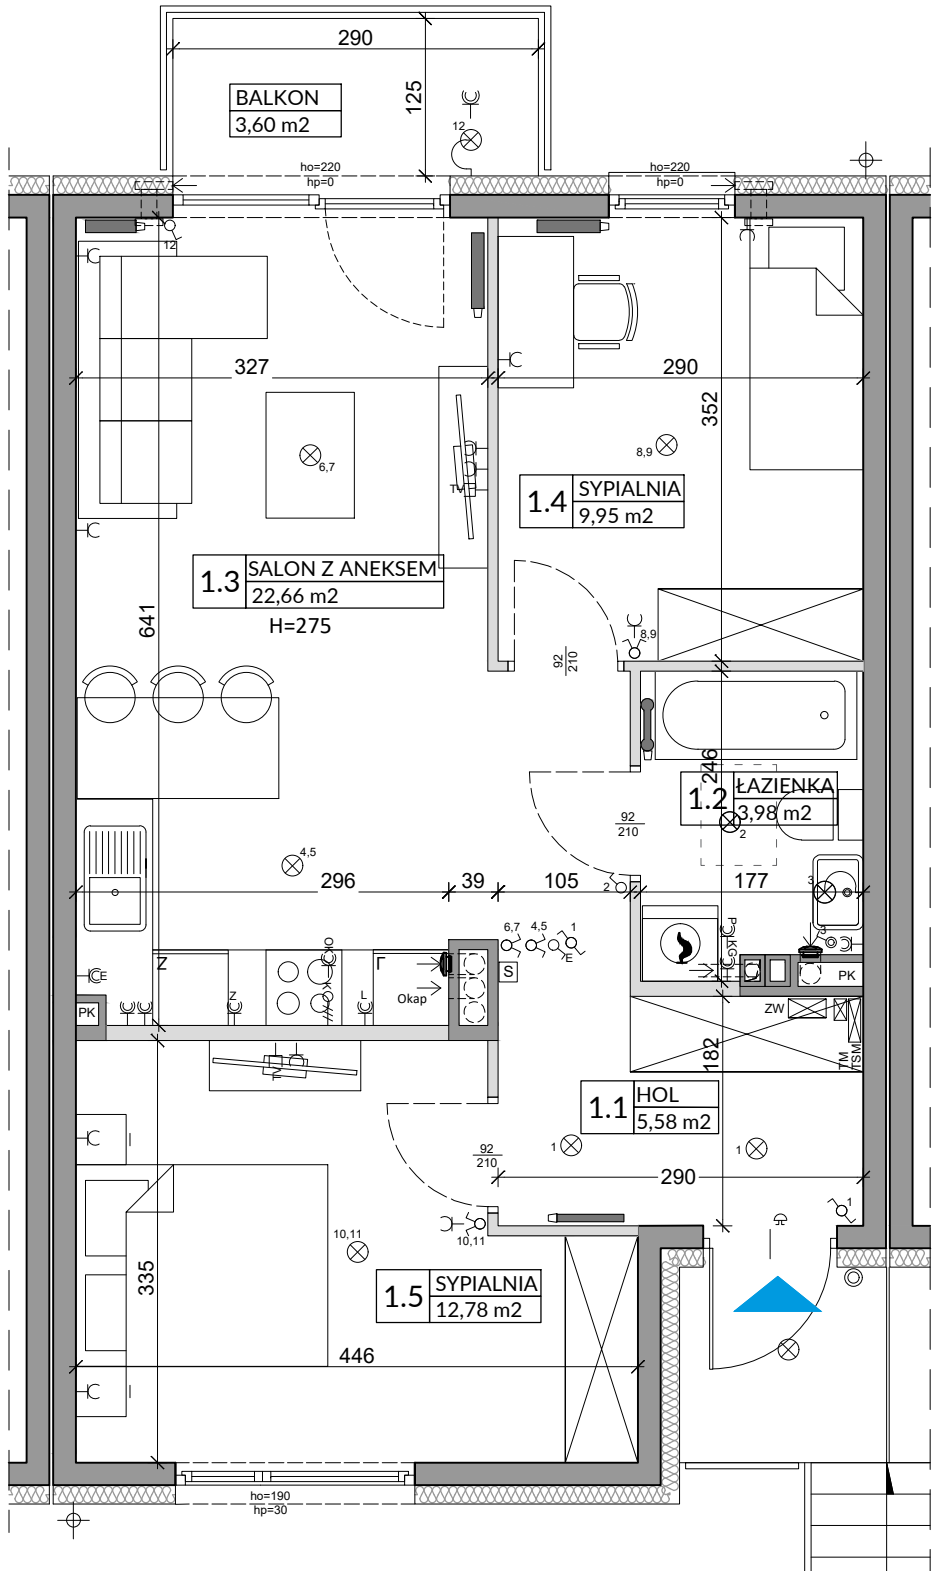 290
BALKON
3,60 m2
125
12
ho=220
hp=0
ho=220
hp=0
12
327
290
352
6,7
8,9
TV
1.4
SYPIALNIA
9,95 m2
1.3
SALON Z ANEKSEM
22,66 m2
H=275
641
8,9
92
210
246
1.2
ŁAZIENKA
3,98 m2
2
92
210
4,5
296
39
105
2
177
3
6,7
4,5
1
E
3
P
KG
OK
Z
Z
L
Okap
S
E
PK
PK
ZW
TM
TSM
182
TV
1.1
HOL
5,58 m2
1
1
92
210
290
1
10,11
10,11
335
1.5
SYPIALNIA
12,78 m2
446
ho=190
hp=30